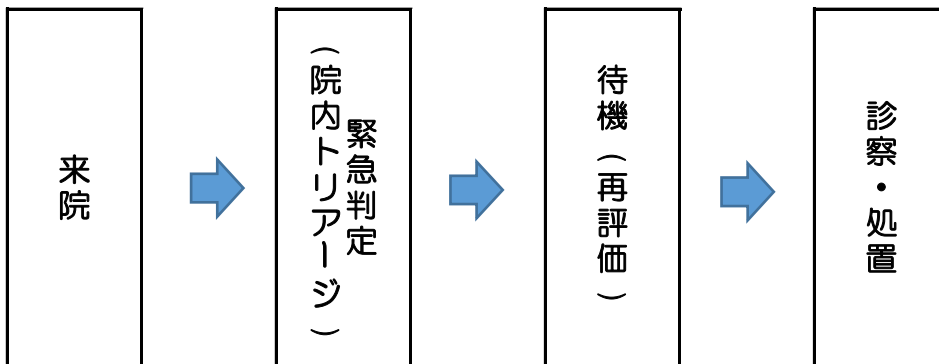 来院
緊急判定
（院内トリアージ）
待機（再評価）
診察・処置